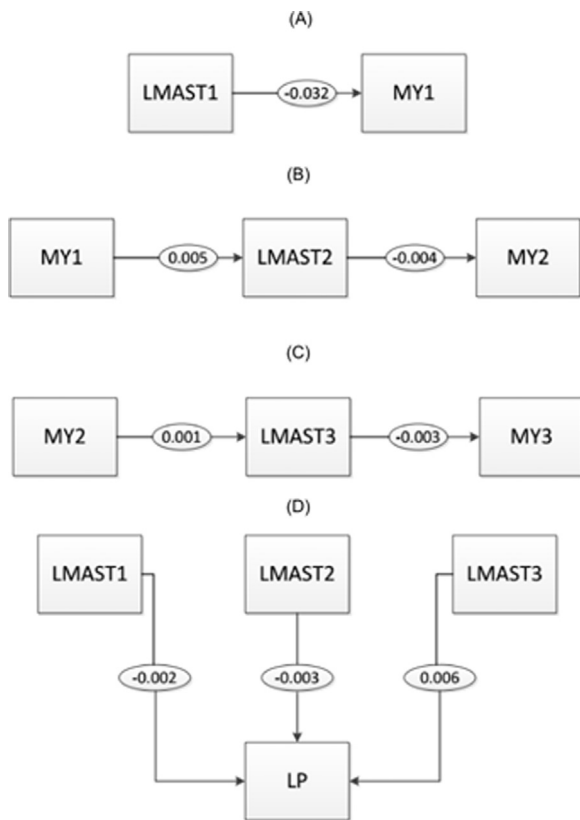 (A)
LMAST1 -0.032 MY1
(B)
MY1 0.005 LMAST2 -0.004 MY2
(C)
MY2 0.001 LMAST3 -0.003 MY3
(D)
LMAST1 LMAST2 LMAST3
-0.002 -0.003 0.006
LP